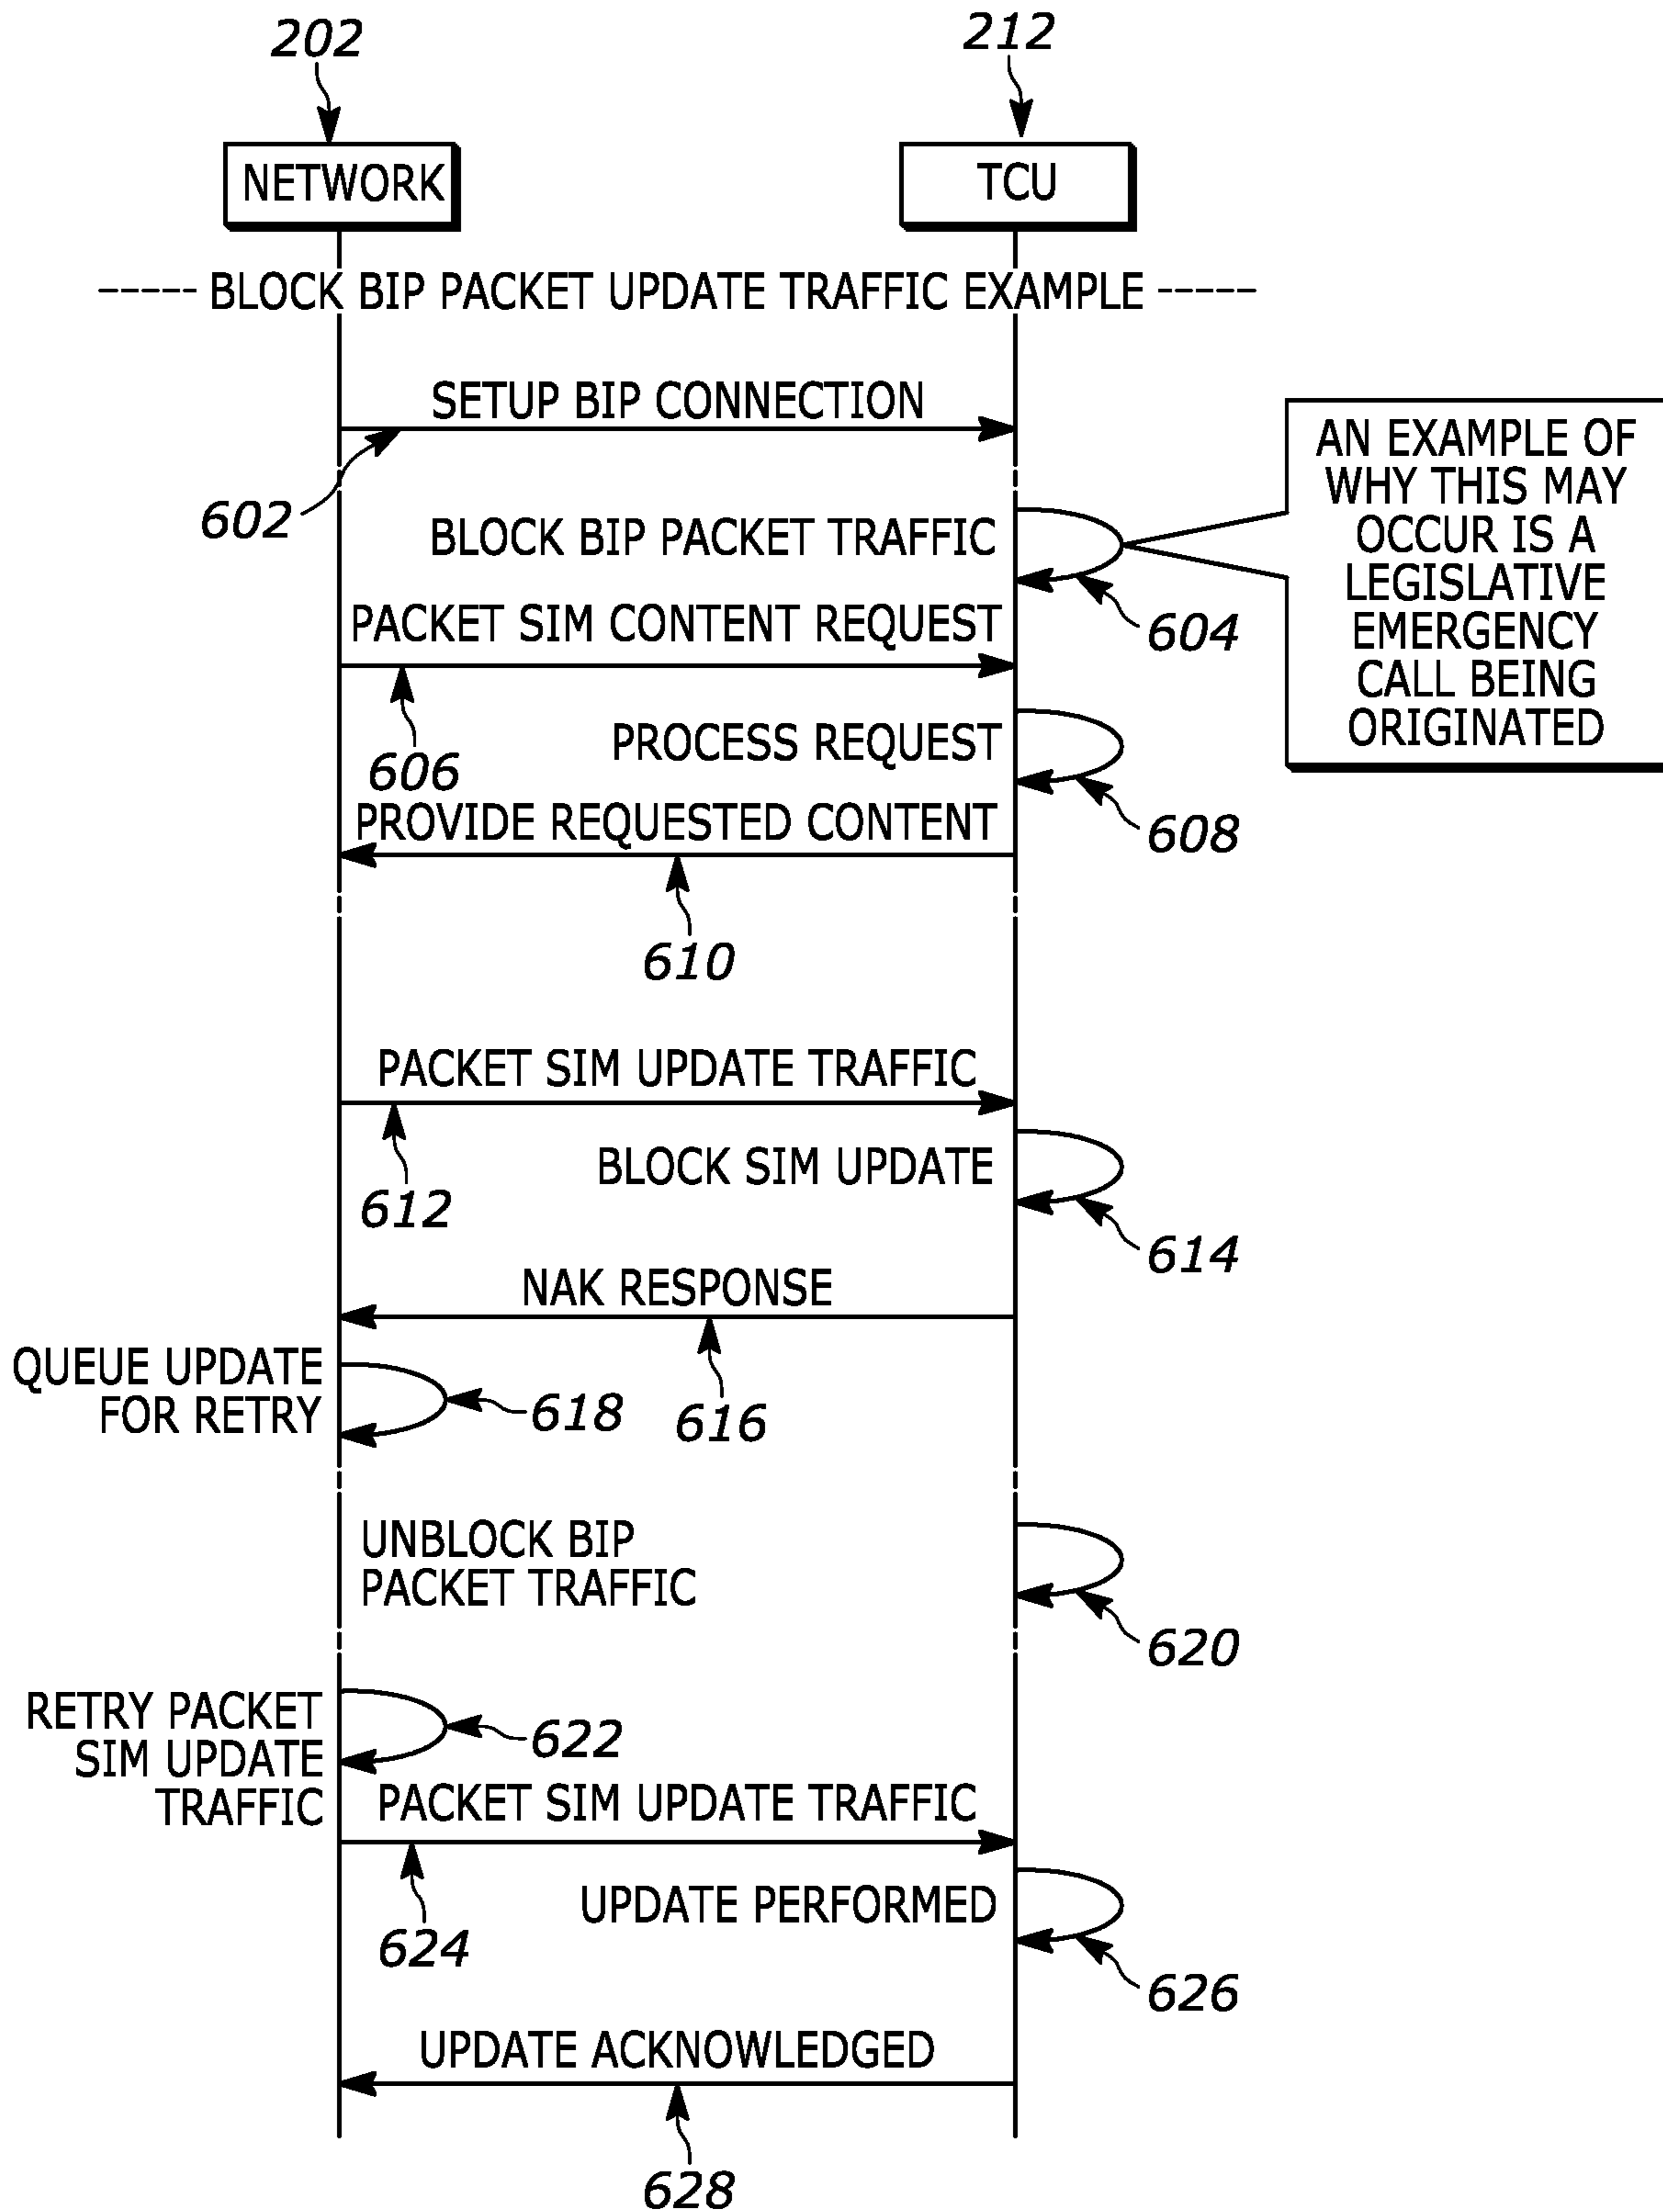 202
212
NETWORK
TCU
----- BLOCK BIP PACKET UPDATE TRAFFIC EXAMPLE -----
SETUP BIP CONNECTION
602
AN EXAMPLE OF
WHY THIS MAY
OCCUR IS A
LEGISLATIVE
EMERGENCY
CALL BEING
ORIGINATED
BLOCK BIP PACKET TRAFFIC
604
PACKET SIM CONTENT REQUEST
606
PROCESS REQUEST
608
PROVIDE REQUESTED CONTENT
610
PACKET SIM UPDATE TRAFFIC
612
BLOCK SIM UPDATE
614
NAK RESPONSE
616
QUEUE UPDATE
FOR RETRY
618
UNBLOCK BIP
PACKET TRAFFIC
620
RETRY PACKET
SIM UPDATE
TRAFFIC
622
PACKET SIM UPDATE TRAFFIC
624
UPDATE PERFORMED
626
UPDATE ACKNOWLEDGED
628